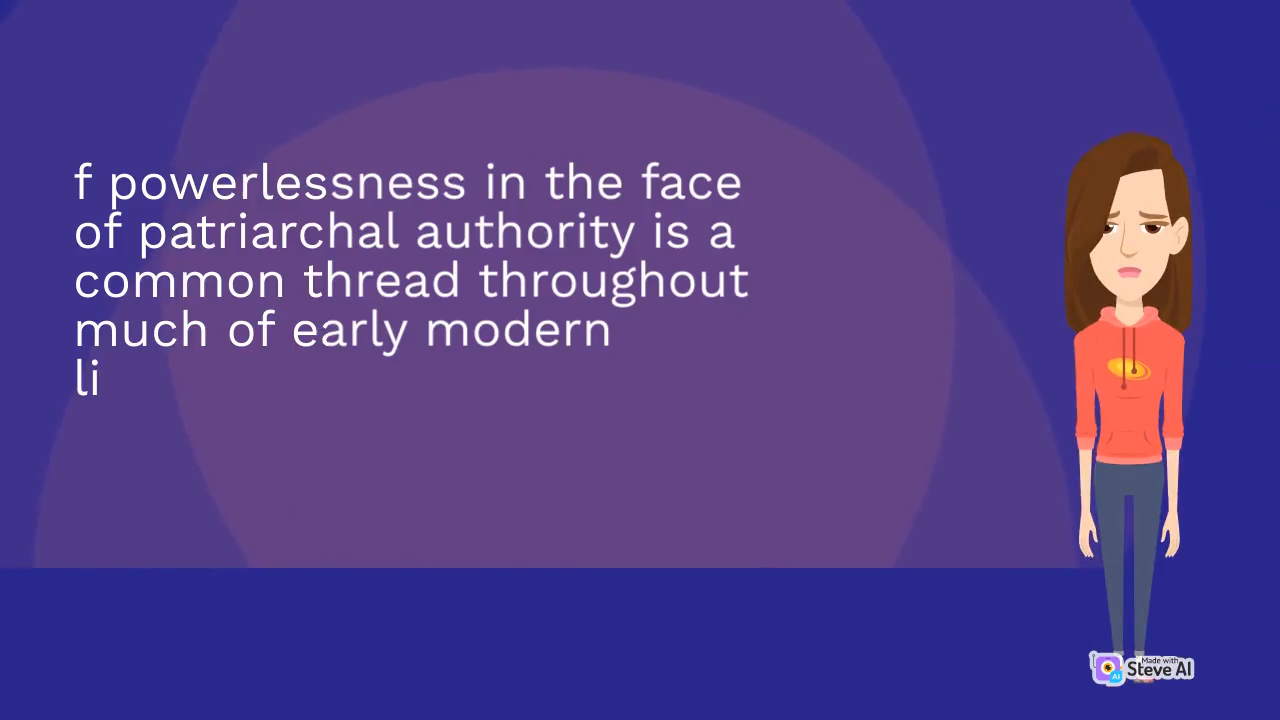 f powerlessness in the face
of patriarchal authority is a
common thread throughout
much of early modern
li
Made with
Steve AI
AI